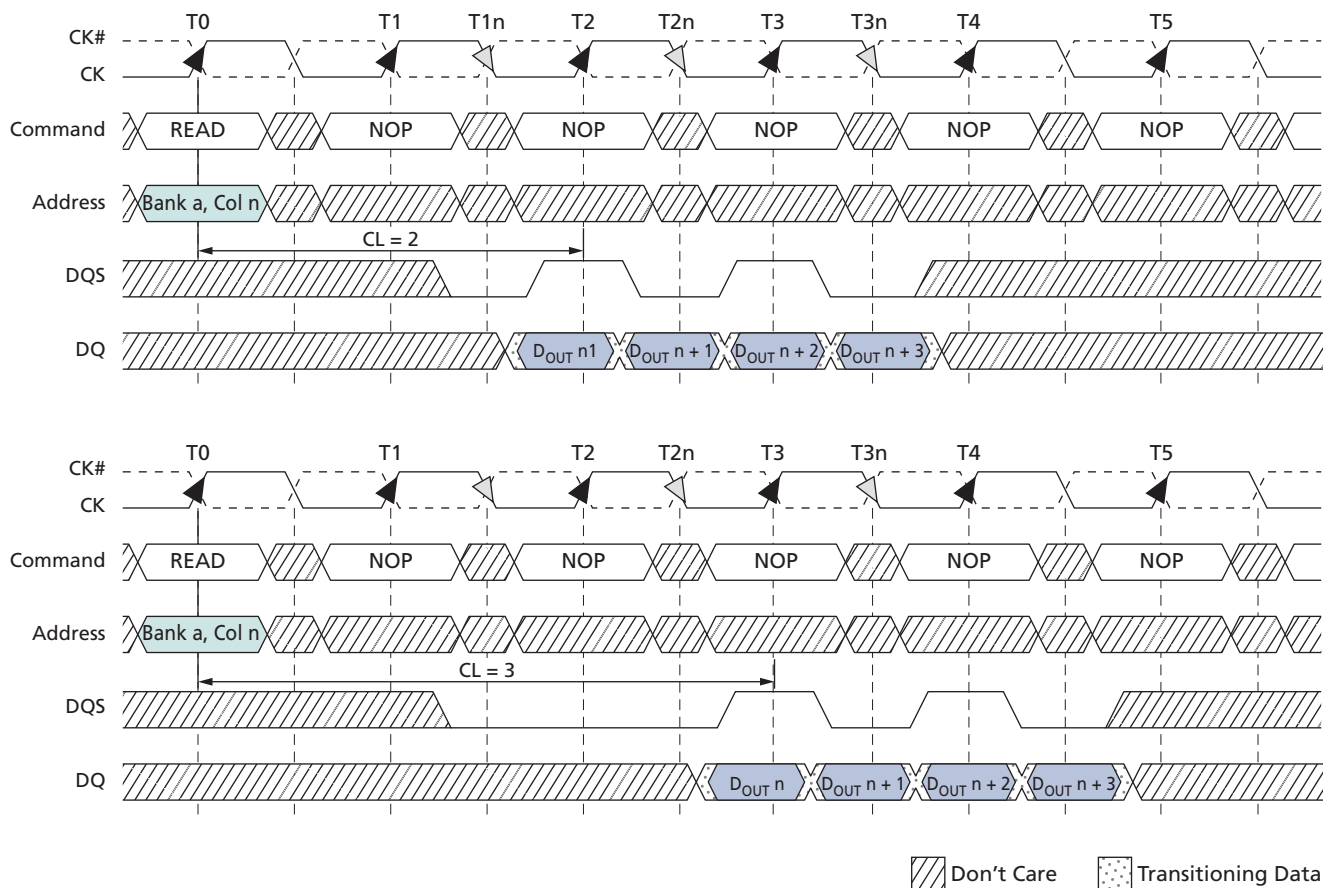 T0 T1 T1n T2 T2n T3 T3n T4 T5
CK#
CK
Command READ NOP NOP NOP NOP NOP
Address Bank a, Col n
CL = 2
DQS
DQ DOUT n1 DOUT n + 1 DOUT n + 2 DOUT n + 3
T0 T1 T2 T2n T3 T3n T4 T5
CK#
CK
Command READ NOP NOP NOP NOP NOP
Address Bank a, Col n
CL = 3
DQS
DQ DOUT n DOUT n + 1 DOUT n + 2 DOUT n + 3
Don't Care Transitioning Data